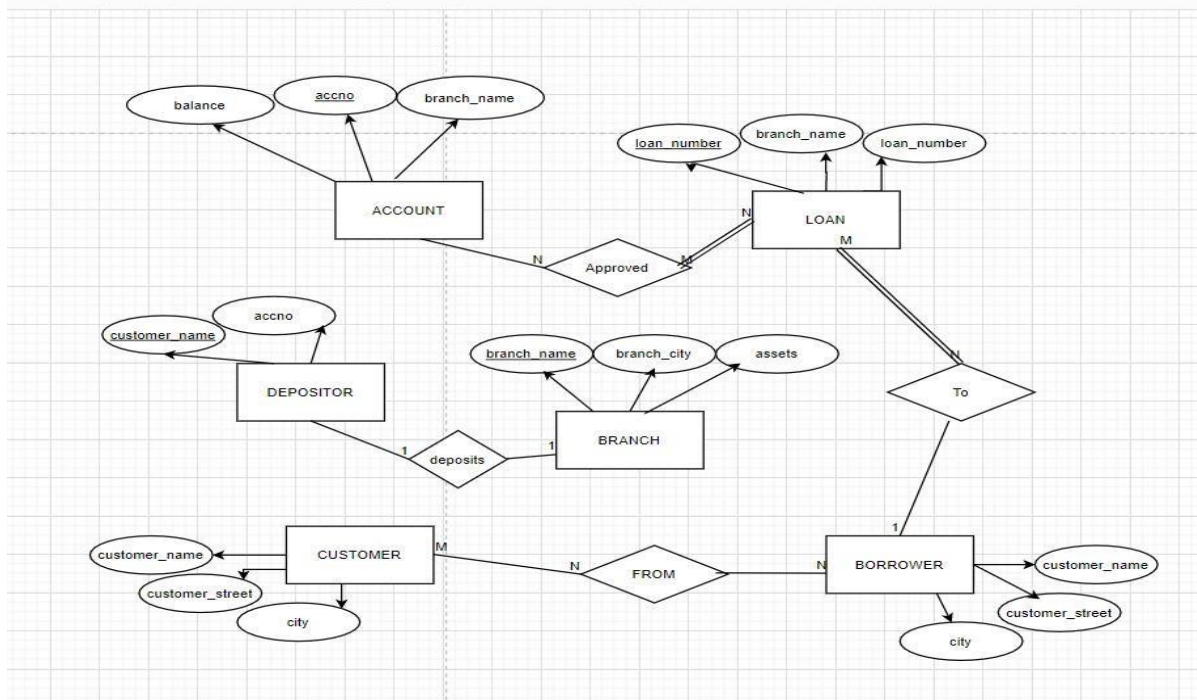 balance
accno
branch_name
loan_number
branch_name
loan_number
ACCOUNT
LOAN
N
M
N
Approved
M
N
customer_name
accno
branch_name
branch_city
assets
DEPOSITOR
BRANCH
N
To
1
deposits
1
1
CUSTOMER
M
customer_name
customer_street
city
N
FROM
N
BORROWER
customer_name
customer_street
city